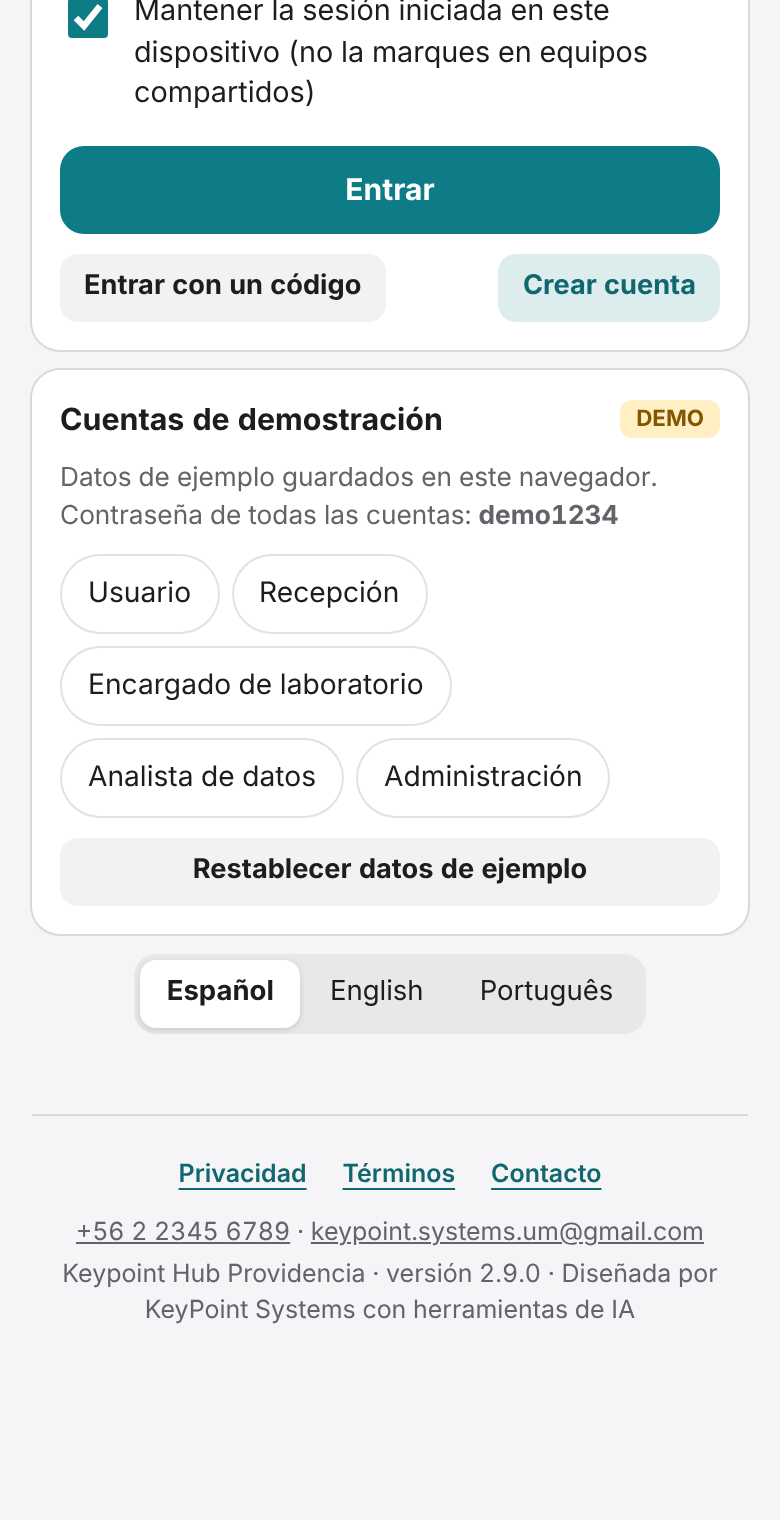 Mantener la sesión iniciada en este
dispositivo (no la marques en equipos
compartidos)
Entrar
Entrar con un código
Crear cuenta
Cuentas de demostración
DEMO
Datos de ejemplo guardados en este navegador.
Contraseña de todas las cuentas: demo1234
Usuario
Recepción
Encargado de laboratorio
Analista de datos
Administración
Restablecer datos de ejemplo
Español
English
Português
Privacidad
Términos
Contacto
+56 2 2345 6789 · keypoint.systems.um@gmail.com
Keypoint Hub Providencia · versión 2.9.0 · Diseñada por
KeyPoint Systems con herramientas de IA